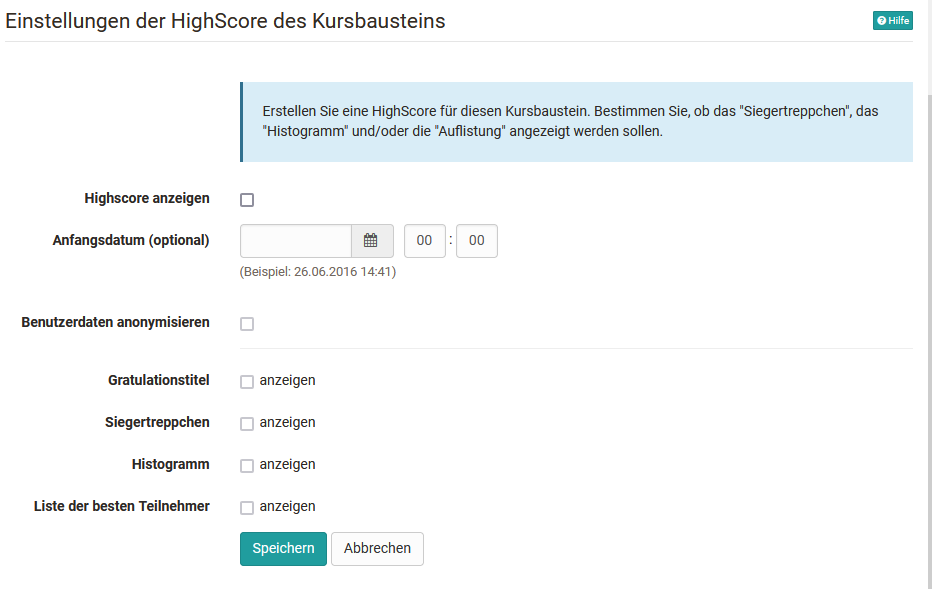 Einstellungen der HighScore des Kursbausteins
Hilfe
Erstellen Sie eine HighScore für diesen Kursbaustein. Bestimmen Sie, ob das "Siegertreppchen", das
"Histogramm" und/oder die "Auflistung" angezeigt werden sollen.
Highscore anzeigen
Anfangsdatum (optional) 00 : 00
(Beispiel: 26.06.2016 14:41)
Benutzerdaten anonymisieren
Gratulationstitel anzeigen
Siegertreppchen anzeigen
Histogramm anzeigen
Liste der besten Teilnehmer anzeigen
Speichern Abbrechen